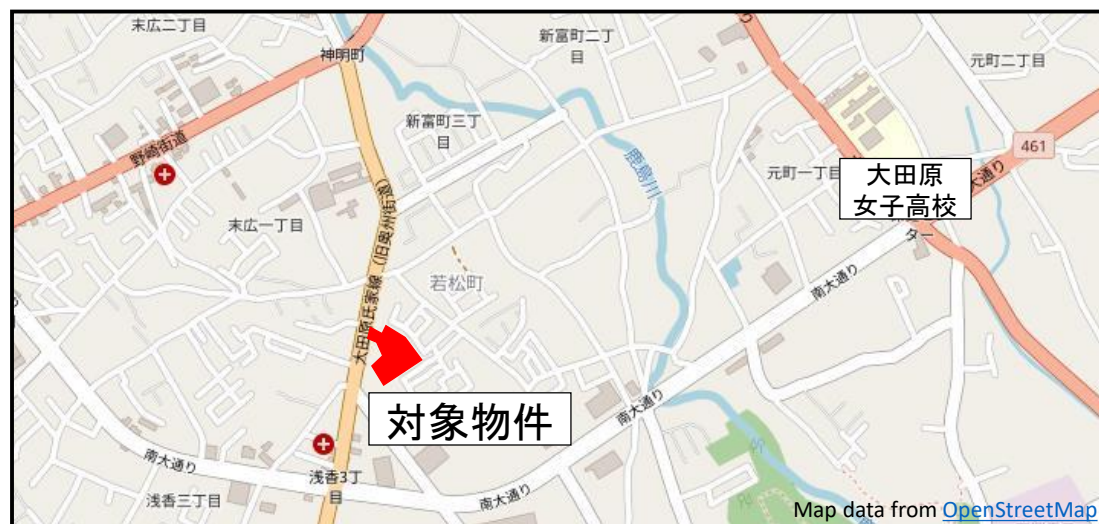 末広二丁目
神明町
新富町二丁
目
元町二丁目
野崎街道
新富町三丁
目
鹿島川
461
元町一丁目
大田原
女子高校
大通り
ター
末広一丁目
大田原氏家線 (旧奥州街道)
若松町
南大通り
対象物件
南大通り
南大通り
浅香3丁
目
浅香三丁目
南大通り
Map data from OpenStreetMap